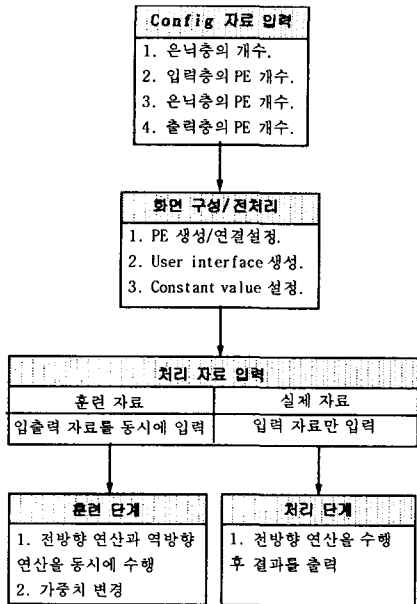 Config 자료 입력
1. 은닉층의 개수.
2. 입력층의 PE 개수.
3. 은닉층의 PE 개수.
4. 출력층의 PE 개수.
화면 구성/전처리
1. PE 생성/연결설정.
2. User interface 생성.
3. Constant value 설정.
처리 자료 입력
훈련 자료
실제 자료
입출력 자료를 동시에 입력
입력 자료만 입력
훈련 단계
1. 전방향 연산과 역방향
연산을 동시에 수행
2. 가중치 변경
처리 단계
1. 전방향 연산을 수행
후 결과를 출력